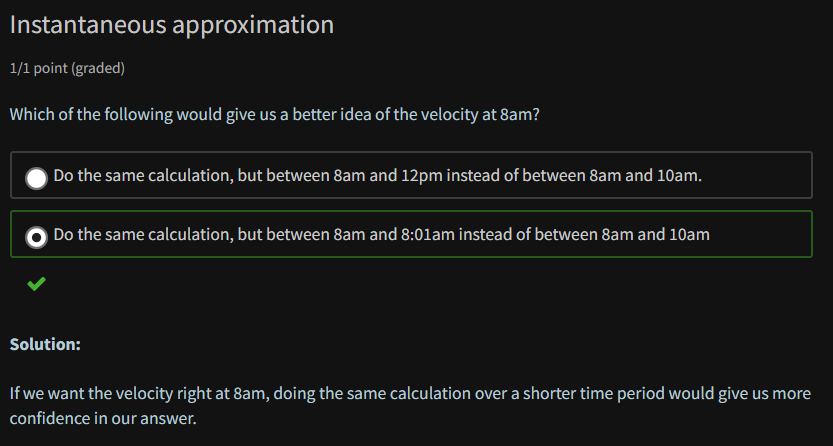 Instantaneous approximation
1/1 point (graded)
Which of the following would give us a better idea of the velocity at 8am?
Do the same calculation, but between 8am and 12pm instead of between 8am and 10am.
Do the same calculation, but between 8am and 8:01am instead of between 8am and 10am
Solution:
If we want the velocity right at 8am, doing the same calculation over a shorter time period would give us more
confidence in our answer.